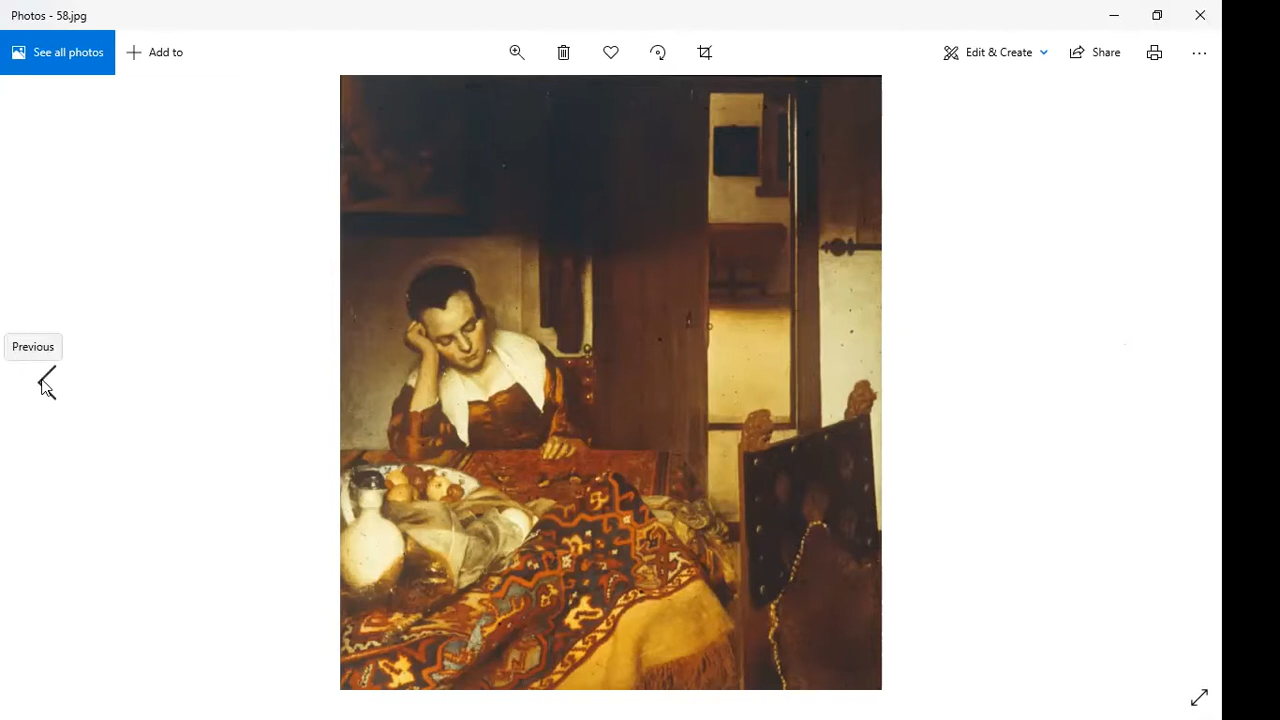 Photos - 58.jpg
See all photos
Add to
Edit & Create
Share
Previous